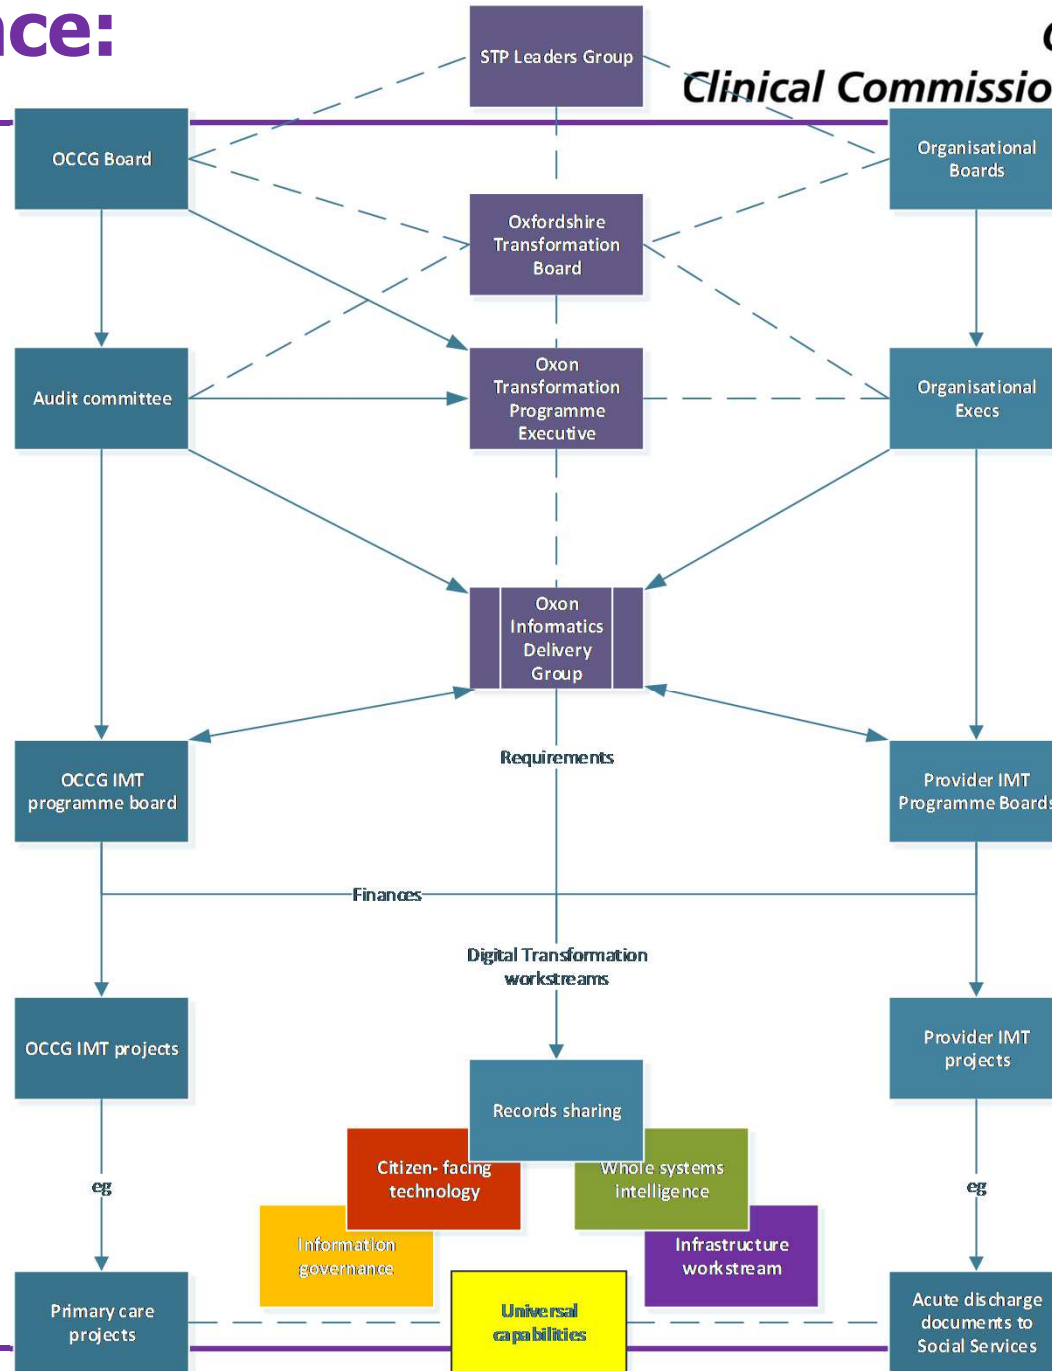 nce:
Clinical Commissio
STP Leaders Group
OCCG Board
Organisational
Boards
Oxfordshire
Transformation
Board
Audit committee
Oxon
Transformation
Programme
Executive
Organisational
Execs
Oxon
Informatics
Delivery
Group
Requirements
OCCG IMT
programme board
Provider IMT
Programme Boards
Finances
Digital Transformation
workstreams
OCCG IMT projects
Provider IMT
projects
Records sharing
Citizen- facing
technology
Whole systems
intelligence
eg
eg
Information
governance
Infrastructure
workstream
Primary care
projects
Universal
capabilities
Acute discharge
documents to
Social Services